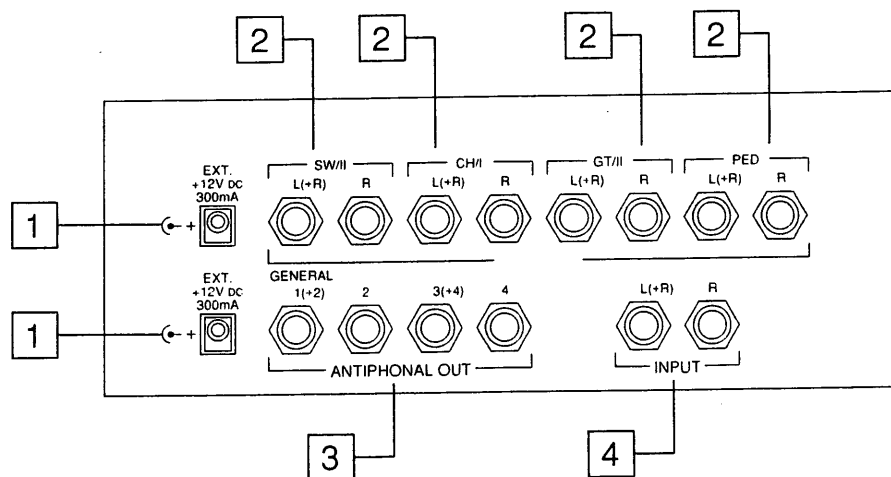 2 2 2 2
SW/II CH/I GT/II PED
EXT.
+12V DC
300mA
L(+R) R L(+R) R L(+R) R L(+R) R
1
+
GENERAL
EXT.
+12V DC
300mA
1(+2) 2 3(+4) 4 L(+R) R
1
+
ANTIPHONAL OUT INPUT
3 4